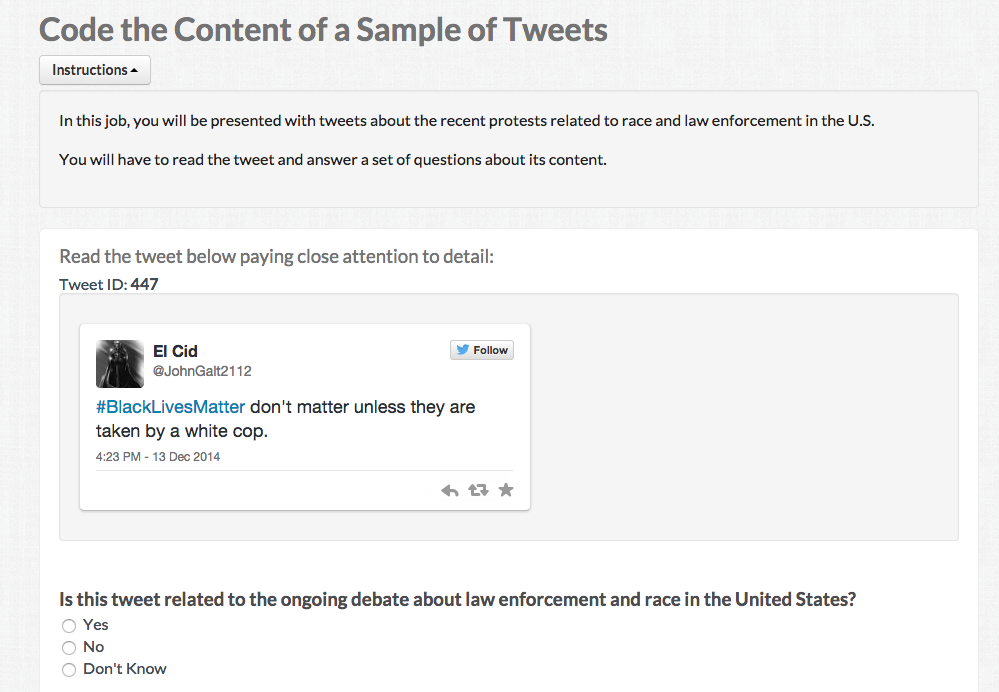 Code the Content of a Sample of Tweets
Instructions
In this job, you will be presented with tweets about the recent protests related to race and law enforcement in the U.S.
You will have to read the tweet and answer a set of questions about its content.
Read the tweet below paying close attention to detail:
Tweet ID: 447
El Cid
Follow
@JohnGalt2112
#BlackLivesMatter don't matter unless they are
taken by a white cop.
4:23 PM - 13 Dec 2014
Is this tweet related to the ongoing debate about law enforcement and race in the United States?
Yes
No
Don't Know